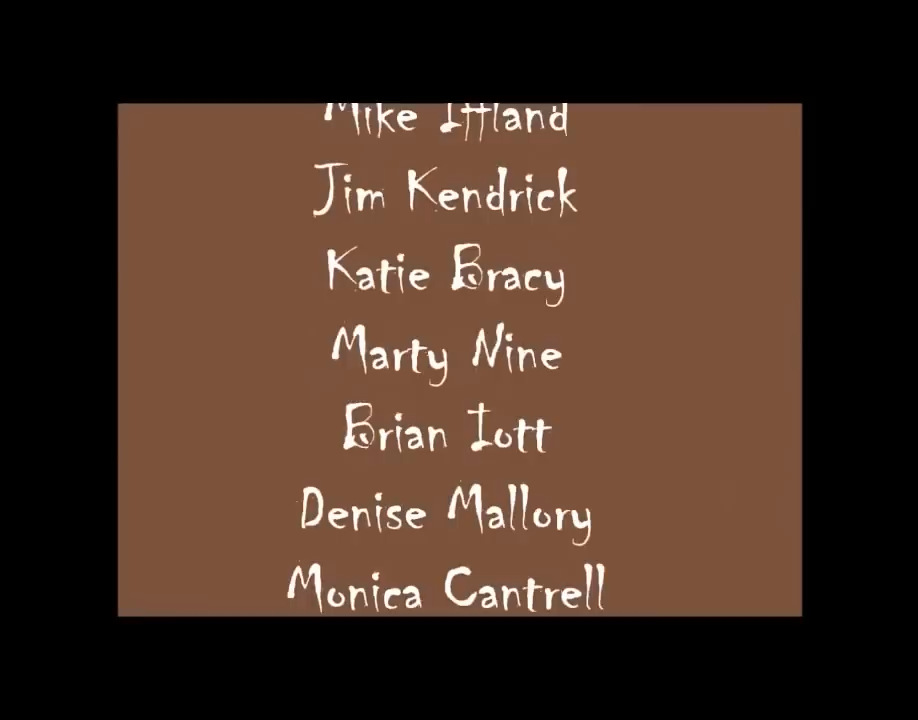 Mike Iffland
Jim Kendrick
Katie Bracy
Marty Nine
Brian Iott
Denise Mallory
Monica Cantrell